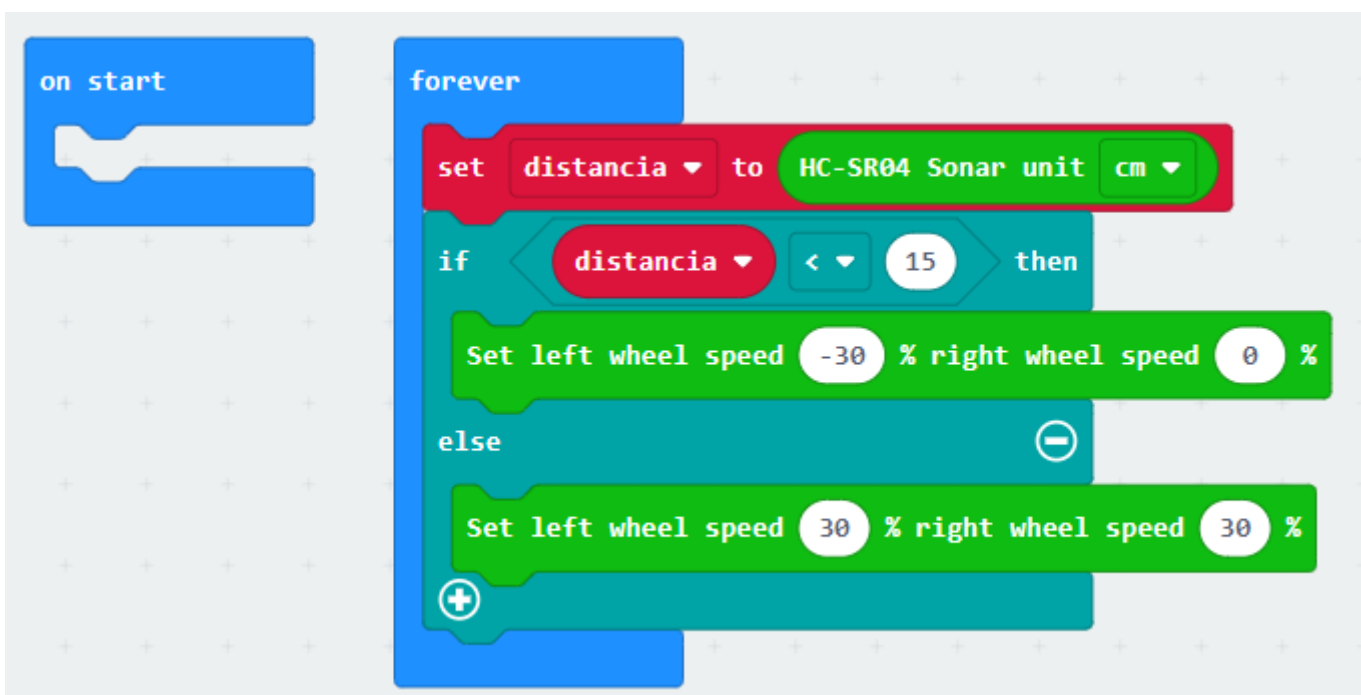 on start
forever
set distancia to HC-SR04 Sonar unit cm
if distancia < 15 then
Set left wheel speed -30 % right wheel speed 0 %
else
Set left wheel speed 30 % right wheel speed 30 %